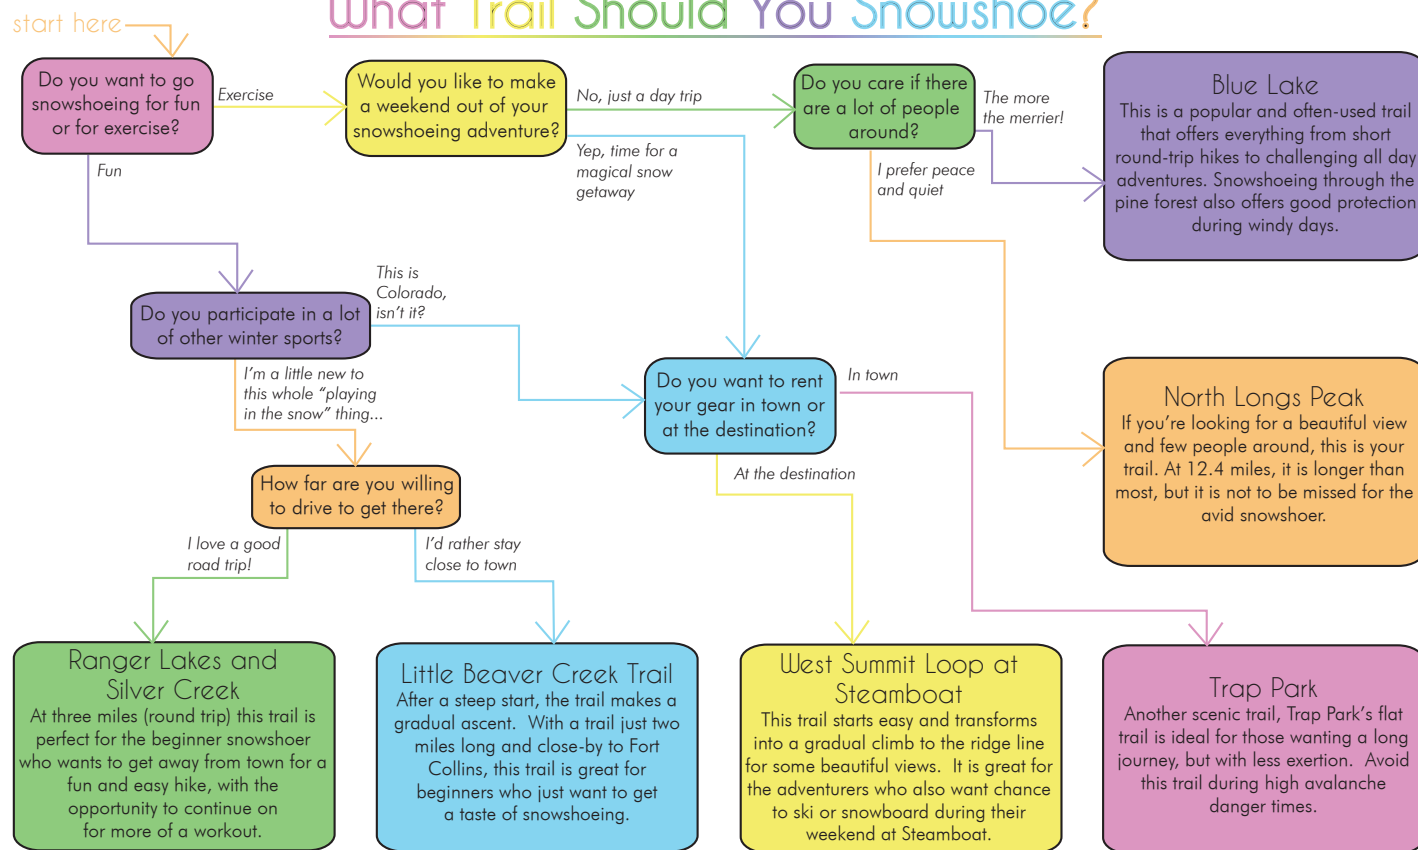 What Trail Should You Snowshoe?
start here
Do you want to go
snowshoeing for fun
or for exercise?
Exercise
Fun
Would you like to make
a weekend out of your
snowshoeing adventure?
No, just a day trip
Yep, time for a
magical snow
getaway
Do you care if there
are a lot of people
around?
The more
the merrier!
I prefer peace
and quiet
Blue Lake
This is a popular and often-used trail
that offers everything from short
round-trip hikes to challenging all day
adventures. Snowshoeing through the
pine forest also offers good protection
during windy days.
Do you participate in a lot
of other winter sports?
This is
Colorado,
isn't it?
I'm a little new to
this whole “playing
in the snow” thing...
Do you want to rent
your gear in town or
at the destination?
In town
At the destination
North Longs Peak
If you're looking for a beautiful view
and few people around, this is your
trail. At 12.4 miles, it is longer than
most, but it is not to be missed for the
avid snowshoer.
How far are you willing
to drive to get there?
I love a good
road trip!
I'd rather stay
close to town
Ranger Lakes and
Silver Creek
At three miles (round trip) this trail is
perfect for the beginner snowshoer
who wants to get away from town for a
fun and easy hike, with the
opportunity to continue on
for more of a workout.
Little Beaver Creek Trail
After a steep start, the trail makes a
gradual ascent. With a trail just two
miles long and close-by to Fort
Collins, this trail is great for
beginners who just want to get
a taste of snowshoeing.
West Summit Loop at
Steamboat
This trail starts easy and transforms
into a gradual climb to the ridge line
for some beautiful views. It is great for
the adventurers who also want chance
to ski or snowboard during their
weekend at Steamboat.
Trap Park
Another scenic trail, Trap Park's flat
trail is ideal for those wanting a long
journey, but with less exertion. Avoid
this trail during high avalanche
danger times.